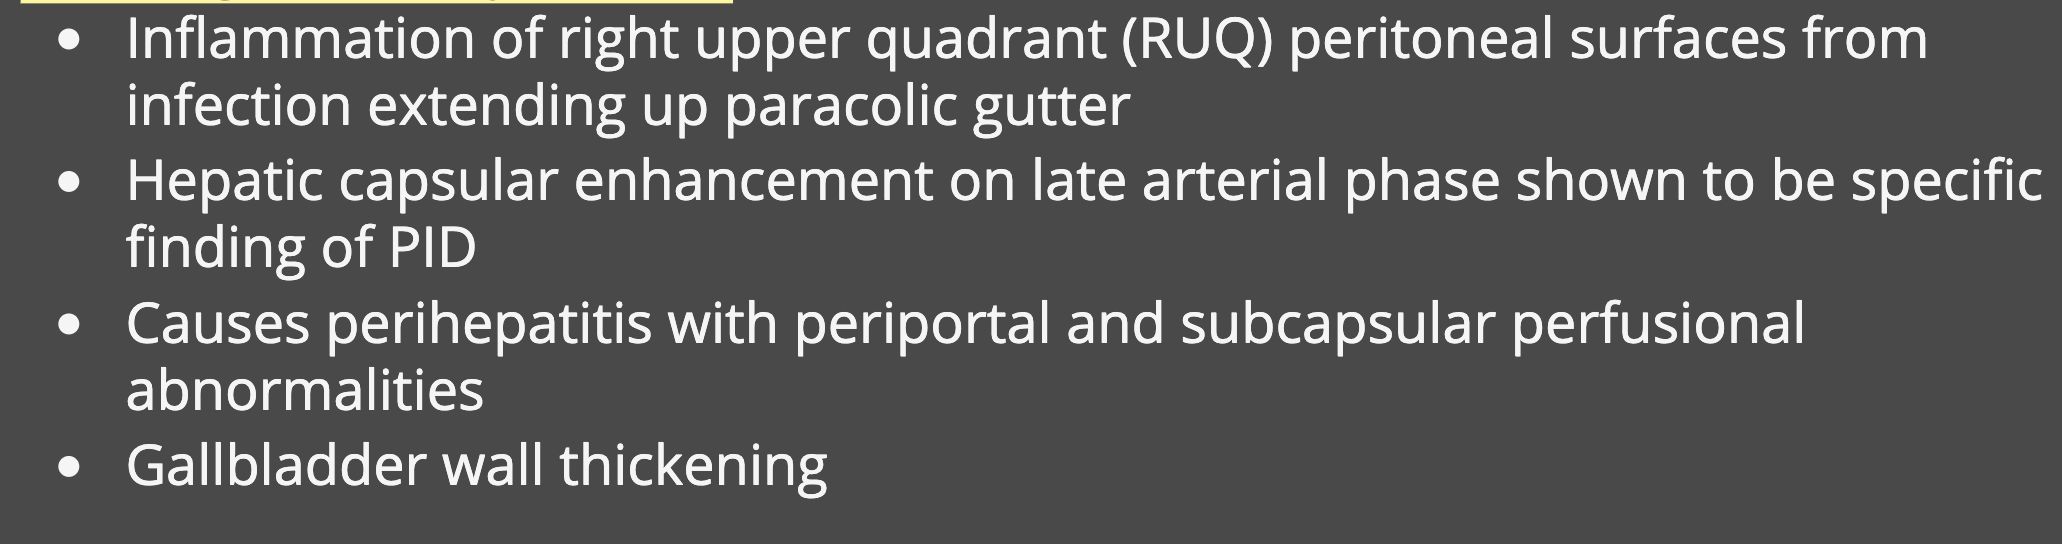 • Inflammation of right upper quadrant (RUQ) peritoneal surfaces from
infection extending up paracolic gutter
• Hepatic capsular enhancement on late arterial phase shown to be specific
finding of PID
• Causes perihepatitis with periportal and subcapsular perfusional
abnormalities
• Gallbladder wall thickening